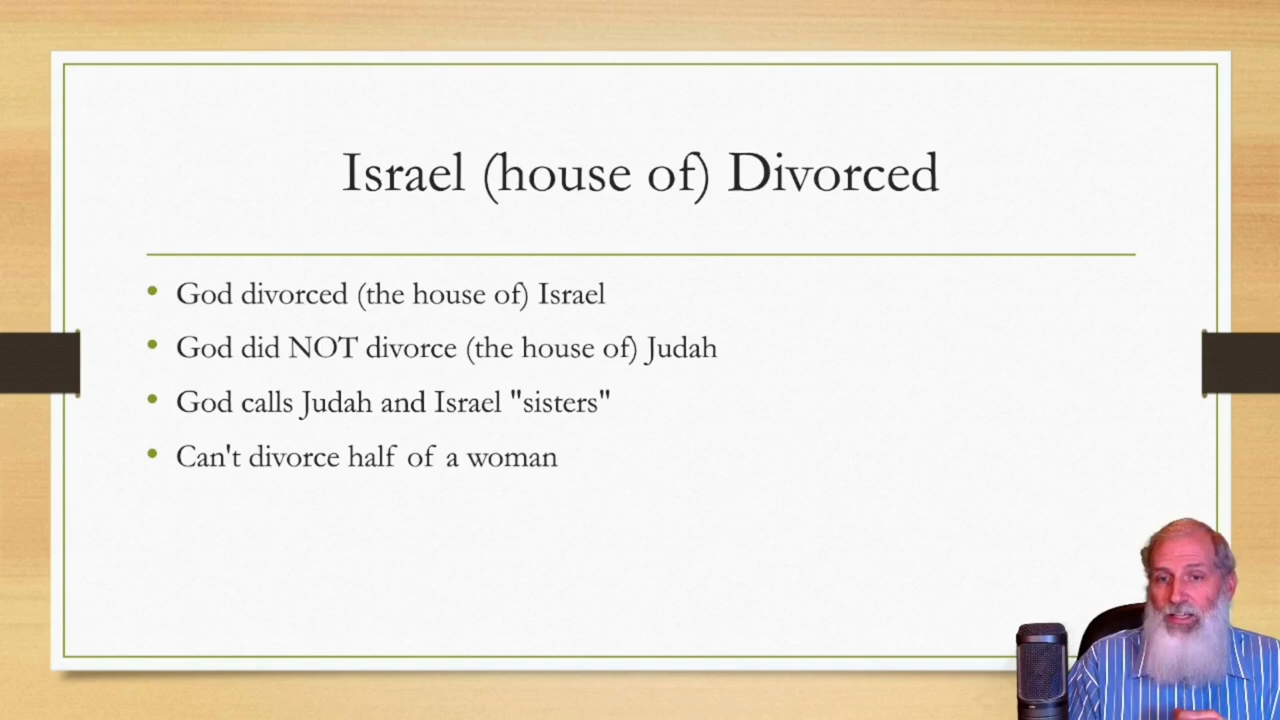 Israel (house of) Divorced
• God divorced (the house of) Israel
• God did NOT divorce (the house of) Judah
• God calls Judah and Israel "sisters"
• Can't divorce half of a woman